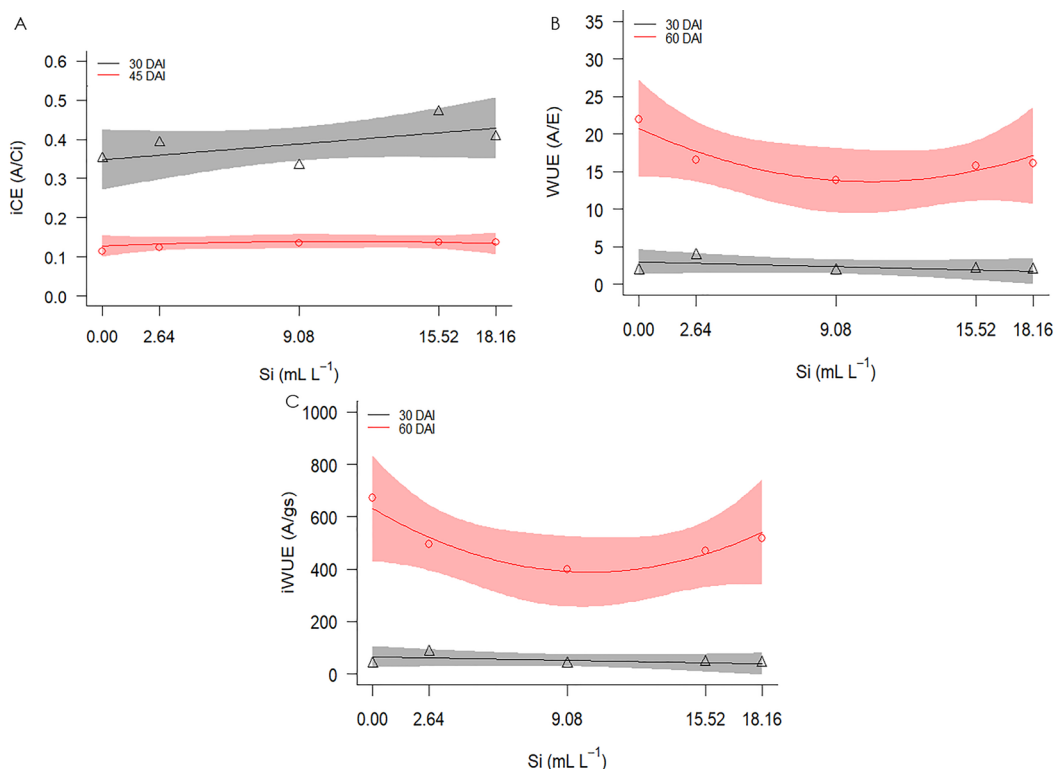 A
30 DAI
45 DAI
iCE (A/Ci)
0.6
0.5
0.4
0.3
0.2
0.1
0.0
0.00 2.64 9.08 15.52 18.16
Si (mL L⁻¹)
B
30 DAI
60 DAI
WUE (A/E)
35
30
25
20
15
10
5
0
0.00 2.64 9.08 15.52 18.16
Si (mL L⁻¹)
C
30 DAI
60 DAI
iWUE (A/gs)
1000
800
600
400
200
0
0.00 2.64 9.08 15.52 18.16
Si (mL L⁻¹)